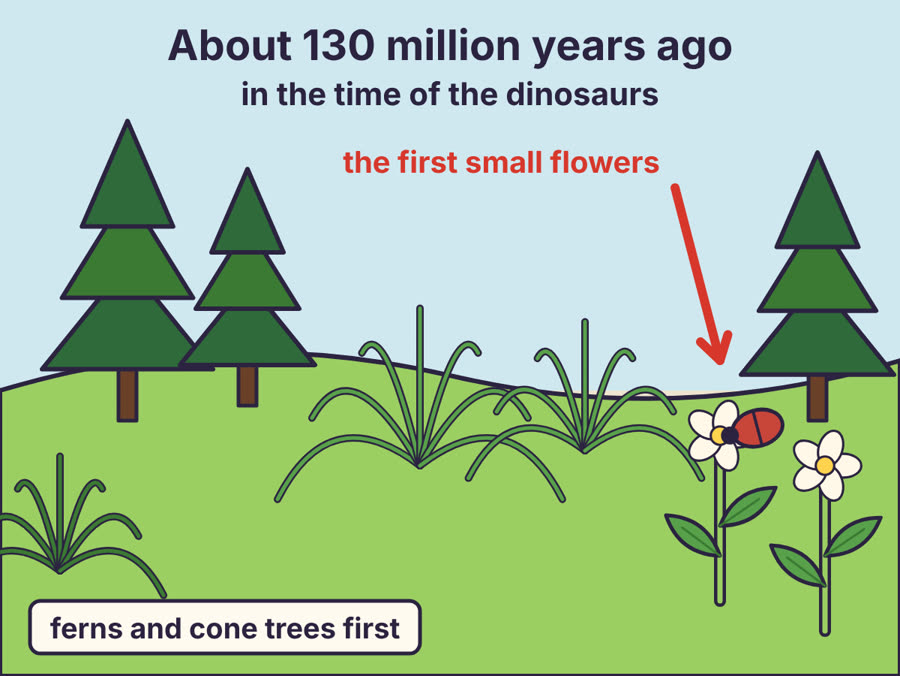 About 130 million years ago
in the time of the dinosaurs
the first small flowers
ferns and cone trees first